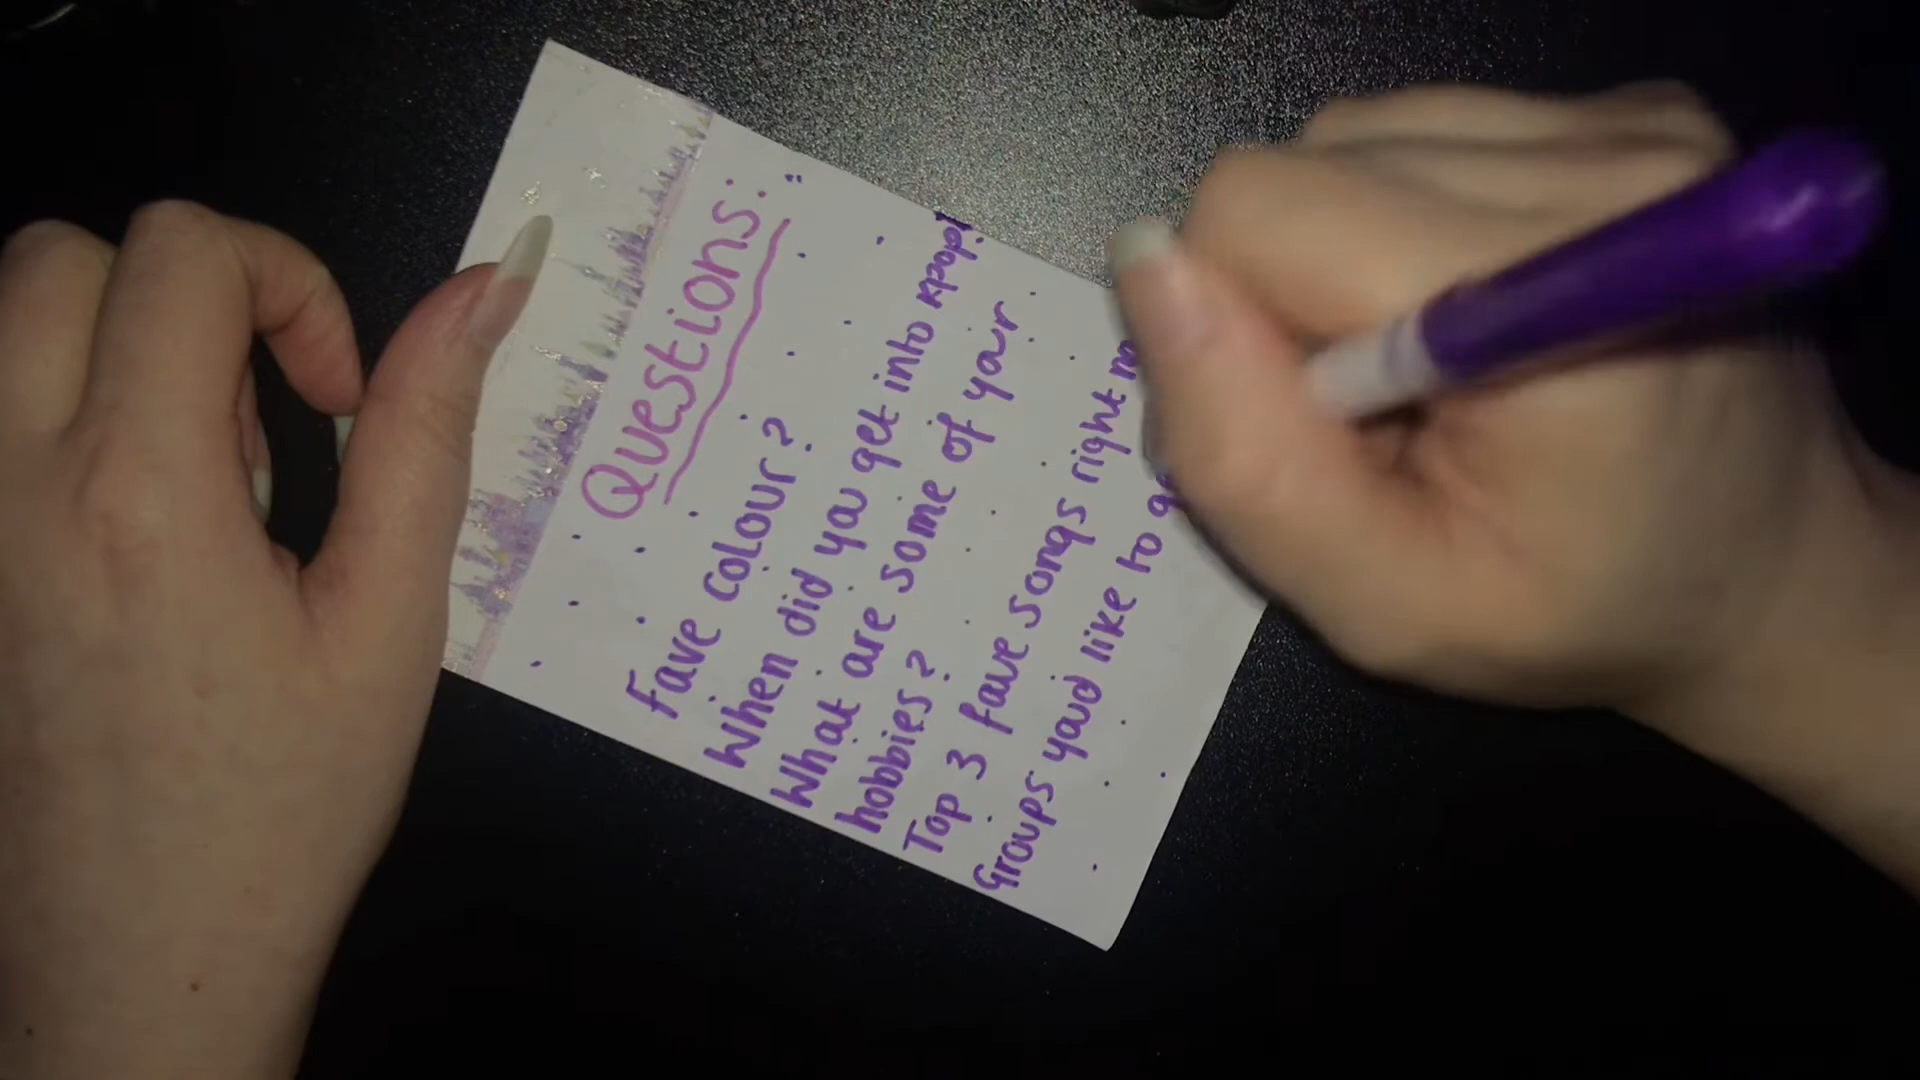 Questions:
Fave colour?
When did you get into kpop?
What are some of your
hobbies?
Top 3 fave songs right
Groups youd like to